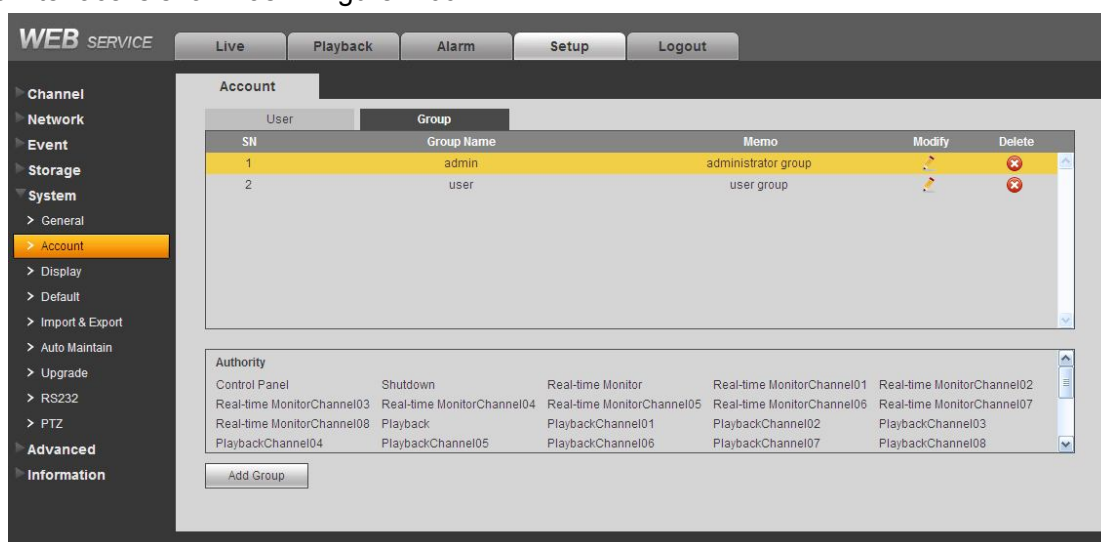 WEB SERVICE
Live Playback Alarm Setup Logout
Channel
Network
Event
Storage
System
General
Account
Display
Default
Import & Export
Auto Maintain
Upgrade
RS232
PTZ
Advanced
Information
Account
User Group
SN Group Name Memo Modify Delete
1 admin administrator group
2 user user group
Authority
Control Panel Shutdown Real-time Monitor Real-time MonitorChannel01 Real-time MonitorChannel02
Real-time MonitorChannel03 Real-time MonitorChannel04 Real-time MonitorChannel05 Real-time MonitorChannel06 Real-time MonitorChannel07
Real-time MonitorChannel08 Playback PlaybackChannel01 PlaybackChannel02 PlaybackChannel03
PlaybackChannel04 PlaybackChannel05 PlaybackChannel06 PlaybackChannel07 PlaybackChannel08
Add Group